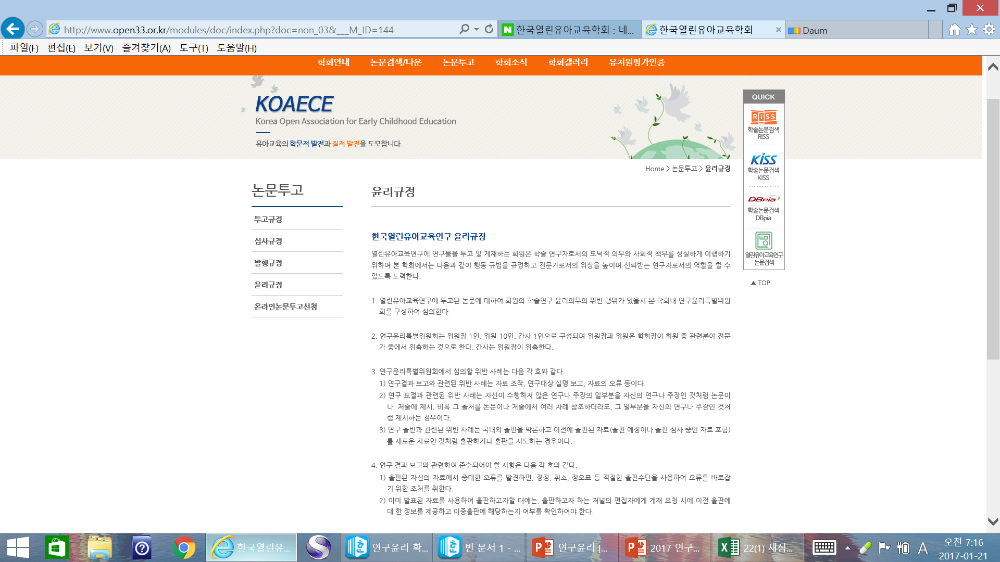 http://www.open33.or.kr/modules/doc/index.php?doc=non_03&___M_ID=144
한국열린유아교육학회 : 네...
한국열린유아교육학회
Daum
파일(F) 편집(E) 보기(V) 즐겨찾기(A) 도구(T) 도움말(H)
학회안내 논문검색/다운 논문투고 학회소식 학회갤러리 유치원평가인증
KOAECE
Korea Open Association for Early Childhood Education
유아교육의 학문적 발전과 질적 발전을 도모합니다.
QUICK
RISS
학술논문검색
RISS
KISS
학술논문검색
KISS
DBpia
학술논문검색
DBpia
열린유아교육연구
논문검색
▲ TOP
Home > 논문투고 > 윤리규정
논문투고
투고규정
심사규정
발행규정
윤리규정
온라인논문투고신청
윤리규정
한국열린유아교육연구 윤리규정
열린유아교육연구에 연구물을 투고 및 게재하는 회원은 학술 연구자로서의 도덕적 의무와 사회적 책무를 성실하게 이행하기
위하여 본 학회에서는 다음과 같이 행동 규범을 규정하고 전문가로서의 위상을 높이며 신뢰받는 연구자로서의 역할을 할 수
있도록 노력한다.
1. 열린유아교육연구에 투고된 논문에 대하여 회원의 학술연구 윤리의무의 위반 행위가 있을시 본 학회내 연구윤리특별위원
회를 구성하여 심의한다.
2. 연구윤리특별위원회는 위원장 1인, 위원 10인, 간사 1인으로 구성되며 위원장과 위원은 학회장이 회원 중 관련분야 전문
가 중에서 위촉하는 것으로 한다. 간사는 위원장이 위촉한다.
3. 연구윤리특별위원회에서 심의할 위반 사례는 다음 각 호와 같다.
1) 연구결과 보고와 관련된 위반 사례는 자료 조작, 연구대상 실명 보고, 자료의 오류 등이다.
2) 연구 표절과 관련된 위반 사례는 자신이 수행하지 않은 연구나 주장의 일부분을 자신의 연구나 주장인 것처럼 논문이
나 저술에 제시, 비록 그 출처를 논문이나 저술에서 여러 차례 참조하더라도, 그 일부분을 자신의 연구나 주장인 것처
럼 제시하는 경우이다.
3) 연구 출반과 관련된 위반 사례는 국내외 출판을 막론하고 이전에 출판된 자료(출판 예정이나 출판 심사 중인 자료 포함)
를 새로운 자료인 것처럼 출판하거나 출판을 시도하는 경우이다.
4. 연구 결과 보고와 관련하여 준수되어야 할 사항은 다음 각 호와 같다.
1) 출판된 자신의 자료에서 중대한 오류를 발견하면, 정정, 취소, 정오표 등 적절한 출판수단을 사용하여 오류를 바로잡
기 위한 조처를 취한다.
2) 이미 발표된 자료를 사용하여 출판하고자할 때에는, 출판하고자 하는 저널의 편집자에게 게재 요청 시에 이전 출판에
대 한 정보를 제공하고 이중출판에 해당하는지 여부를 확인하여야 한다.
한국열린유...
연구윤리 확...
빈 문서 1 - ...
연구윤리 [...
2017 연구...
22(1) 재심...
A
오전 7:16
2017-01-21